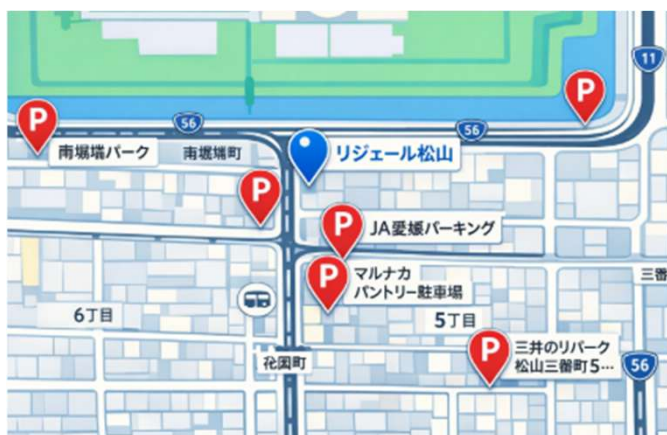 11
P
56
56
P
南堀端パーク
南堀端町
リジェール松山
P
P
JA愛媛パーキング
P
マルナカ
パントリー駐車場
三番
6丁目
5丁目
P
三井のリパーク
松山三番町5…
花園町
56